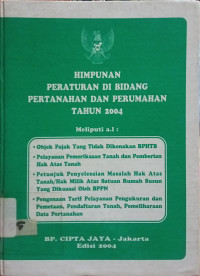 HIMPUNAN
PERATURAN DI BIDANG
PERTANAHAN DAN PERUMAHAN
TAHUN 2004
Meliputi a.l :
• Objek Pajak Yang Tidak Dikenakan BPHTB
• Pelayanan Pemeriksaan Tanah dan Pemberian
Hak Atas Tanah
• Petunjuk Penyelesaian Masalah Hak Atas
Tanah/Hak Milik Atas Satuan Rumah Susun
Yang Dikuasai Oleh BPPN
• Pengenaan Tarif Pelayanan Pengukuran dan
Pemetaan, Pendaftaran Tanah, Pemeliharaan
Data Pertanahan
BP. CIPTA JAYA - Jakarta
Edisi 2004